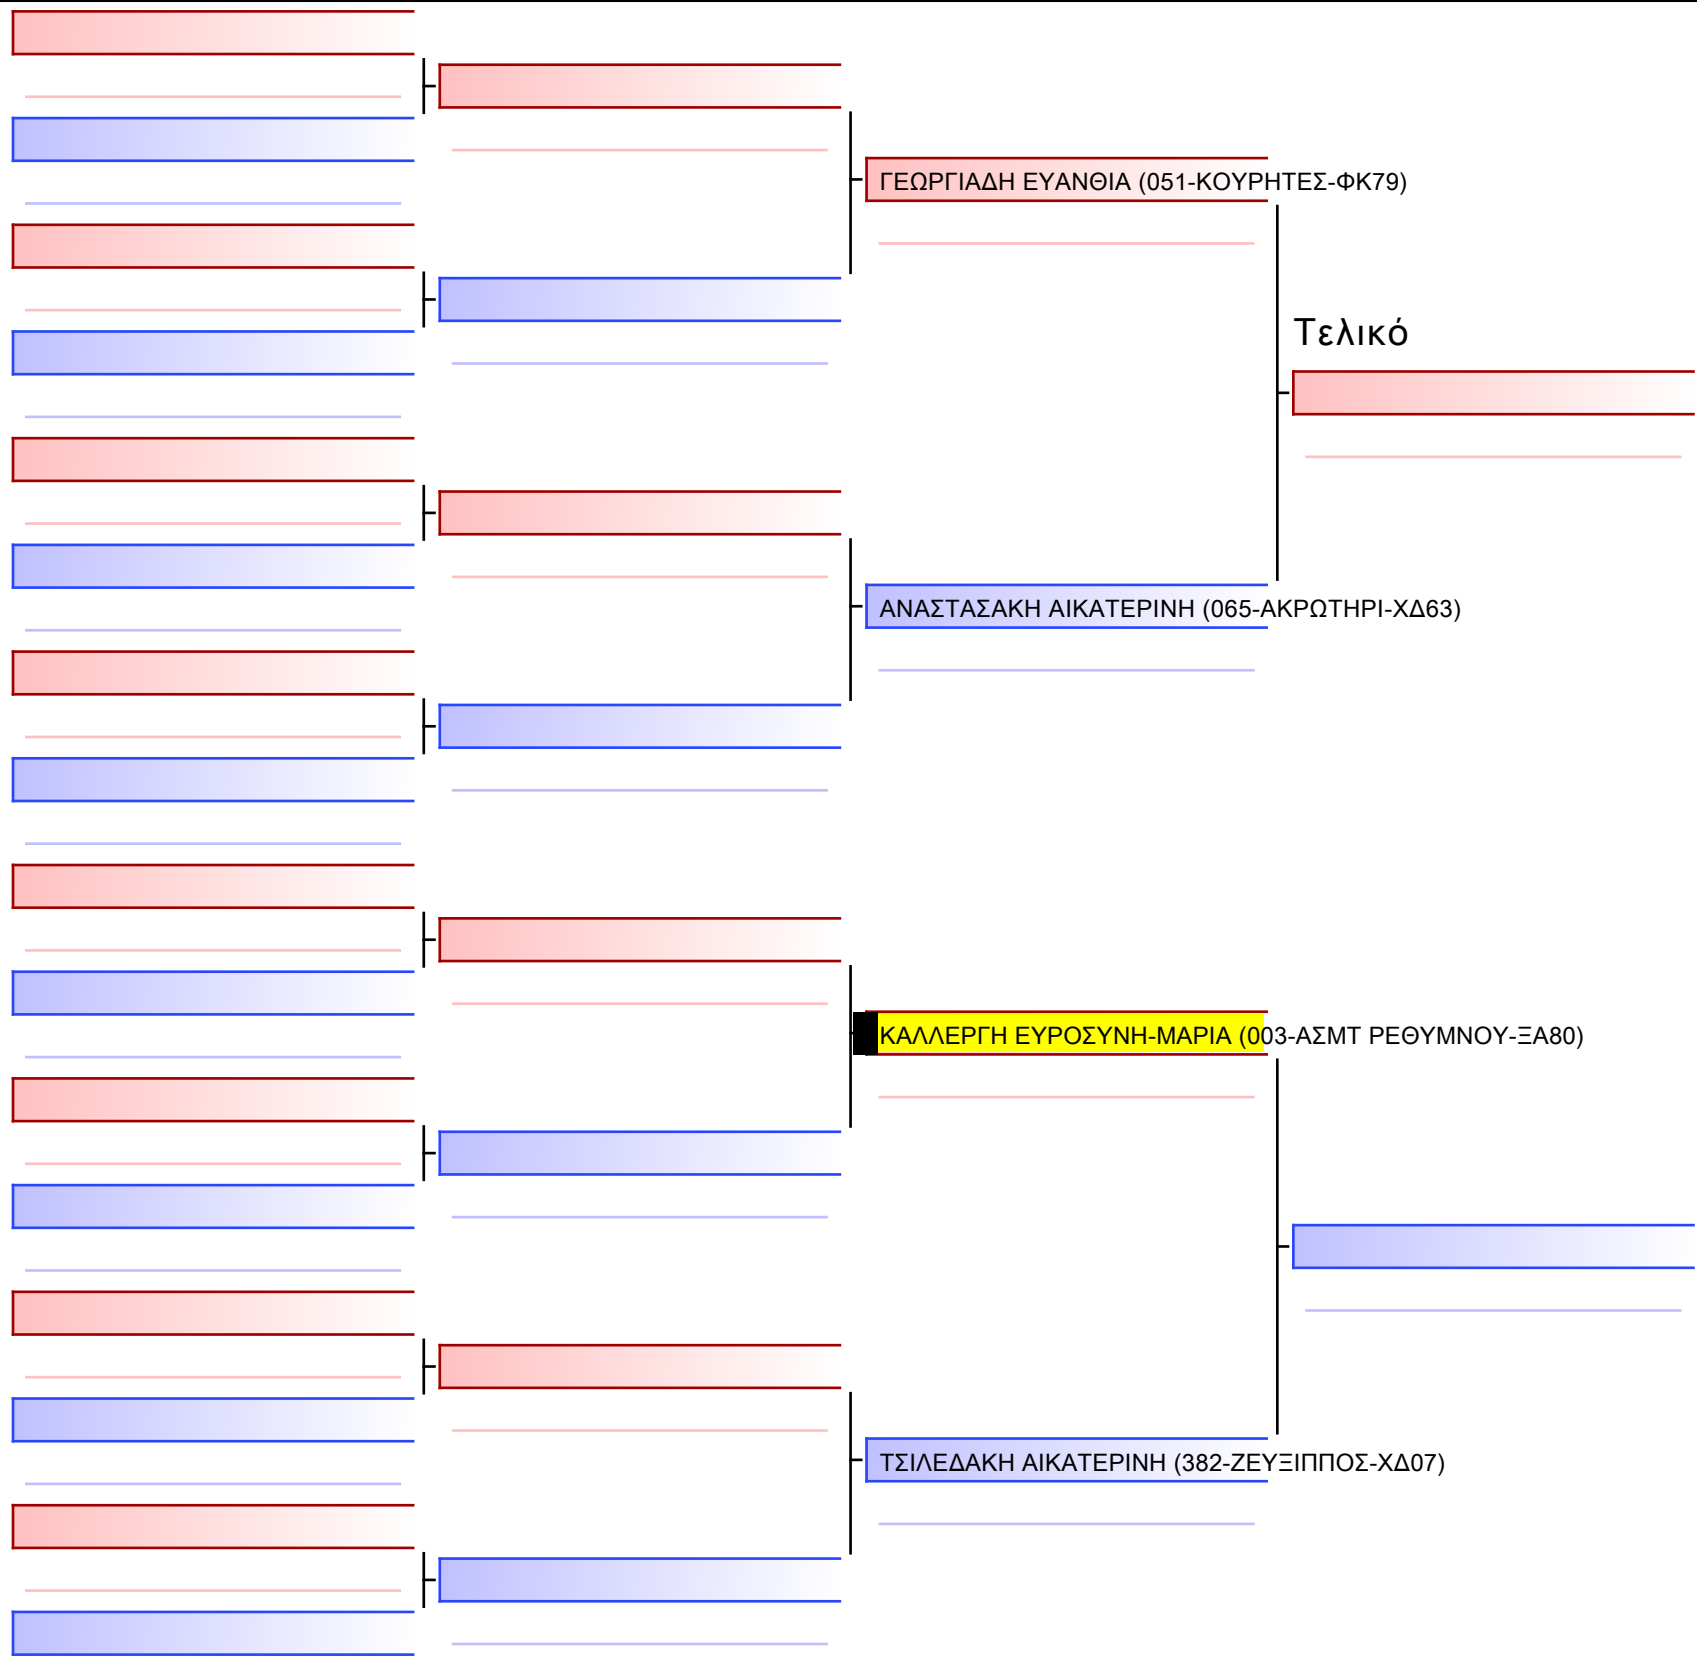 ΓΕΩΡΓΙΑΔΗ ΕΥΑΝΘΙΑ (051-ΚΟΥΡΗΤΕΣ-ΦΚ79)
Τελικό
ΑΝΑΣΤΑΣΑΚΗ ΑΙΚΑΤΕΡΙΝΗ (065-ΑΚΡΩΤΗΡΙ-ΧΔ63)
ΚΑΛΛΕΡΓΗ ΕΥΡΟΣΥΝΗ-ΜΑΡΙΑ (003-ΑΣΜΤ ΡΕΘΥΜΝΟΥ-ΞΑ80)
ΤΣΙΛΕΔΑΚΗ ΑΙΚΑΤΕΡΙΝΗ (382-ΖΕΥΞΙΠΠΟΣ-ΧΔ07)